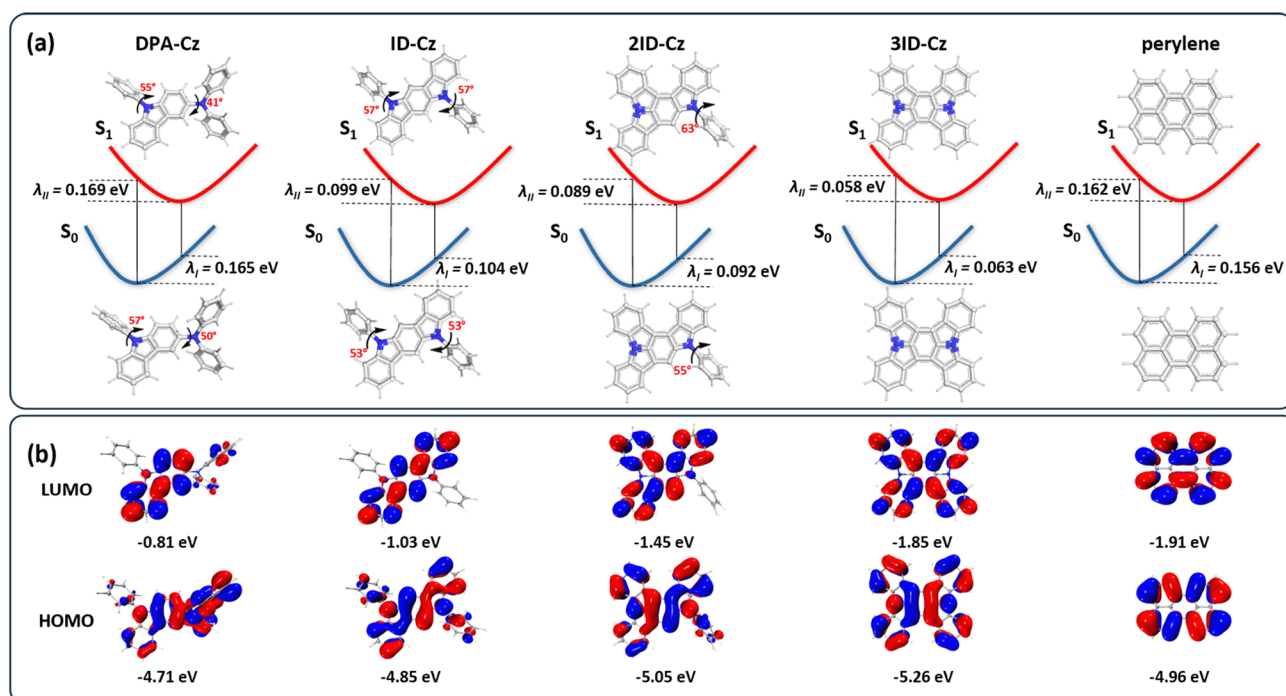 (a)
DPA-Cz ID-Cz 2ID-Cz 3ID-Cz perylene
55° 41° 57° 57° 63°
S1 S1 S1 S1 S1
λII = 0.169 eV λII = 0.099 eV λII = 0.089 eV λII = 0.058 eV λII = 0.162 eV
S0 S0 S0 S0 S0
λI = 0.165 eV λI = 0.104 eV λI = 0.092 eV λI = 0.063 eV λI = 0.156 eV
57° 50° 53° 53° 55°
(b)
LUMO
-0.81 eV -1.03 eV -1.45 eV -1.85 eV -1.91 eV
HOMO
-4.71 eV -4.85 eV -5.05 eV -5.26 eV -4.96 eV